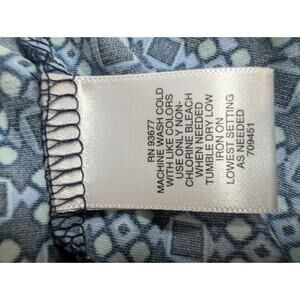 RN 93677
MACHINE WASH COLD
WITH LIKE COLORS
USE ONLY NON-
CHLORINE BLEACH
WHEN NEEDED
TUMBLE DRY LOW
IRON ON
LOWEST SETTING
AS NEEDED
709451